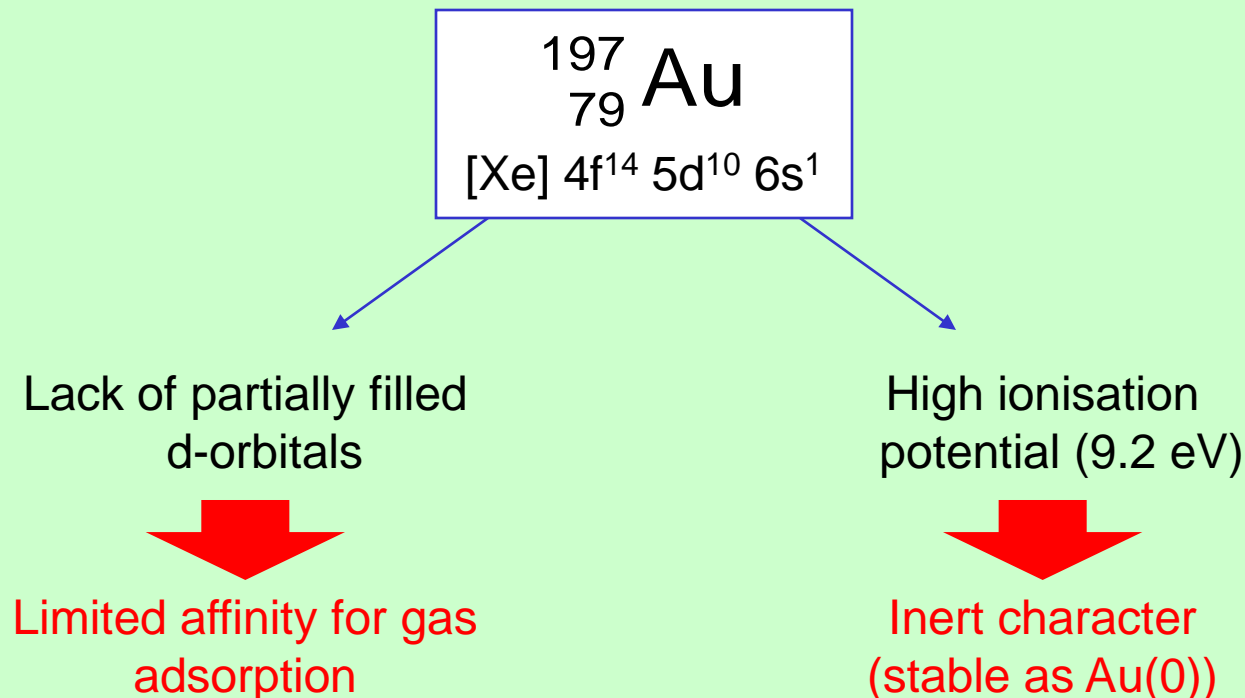 197
79 Au
[Xe] 4f¹⁴ 5d¹⁰ 6s¹
Lack of partially filled
d-orbitals
Limited affinity for gas
adsorption
High ionisation
potential (9.2 eV)
Inert character
(stable as Au(0))